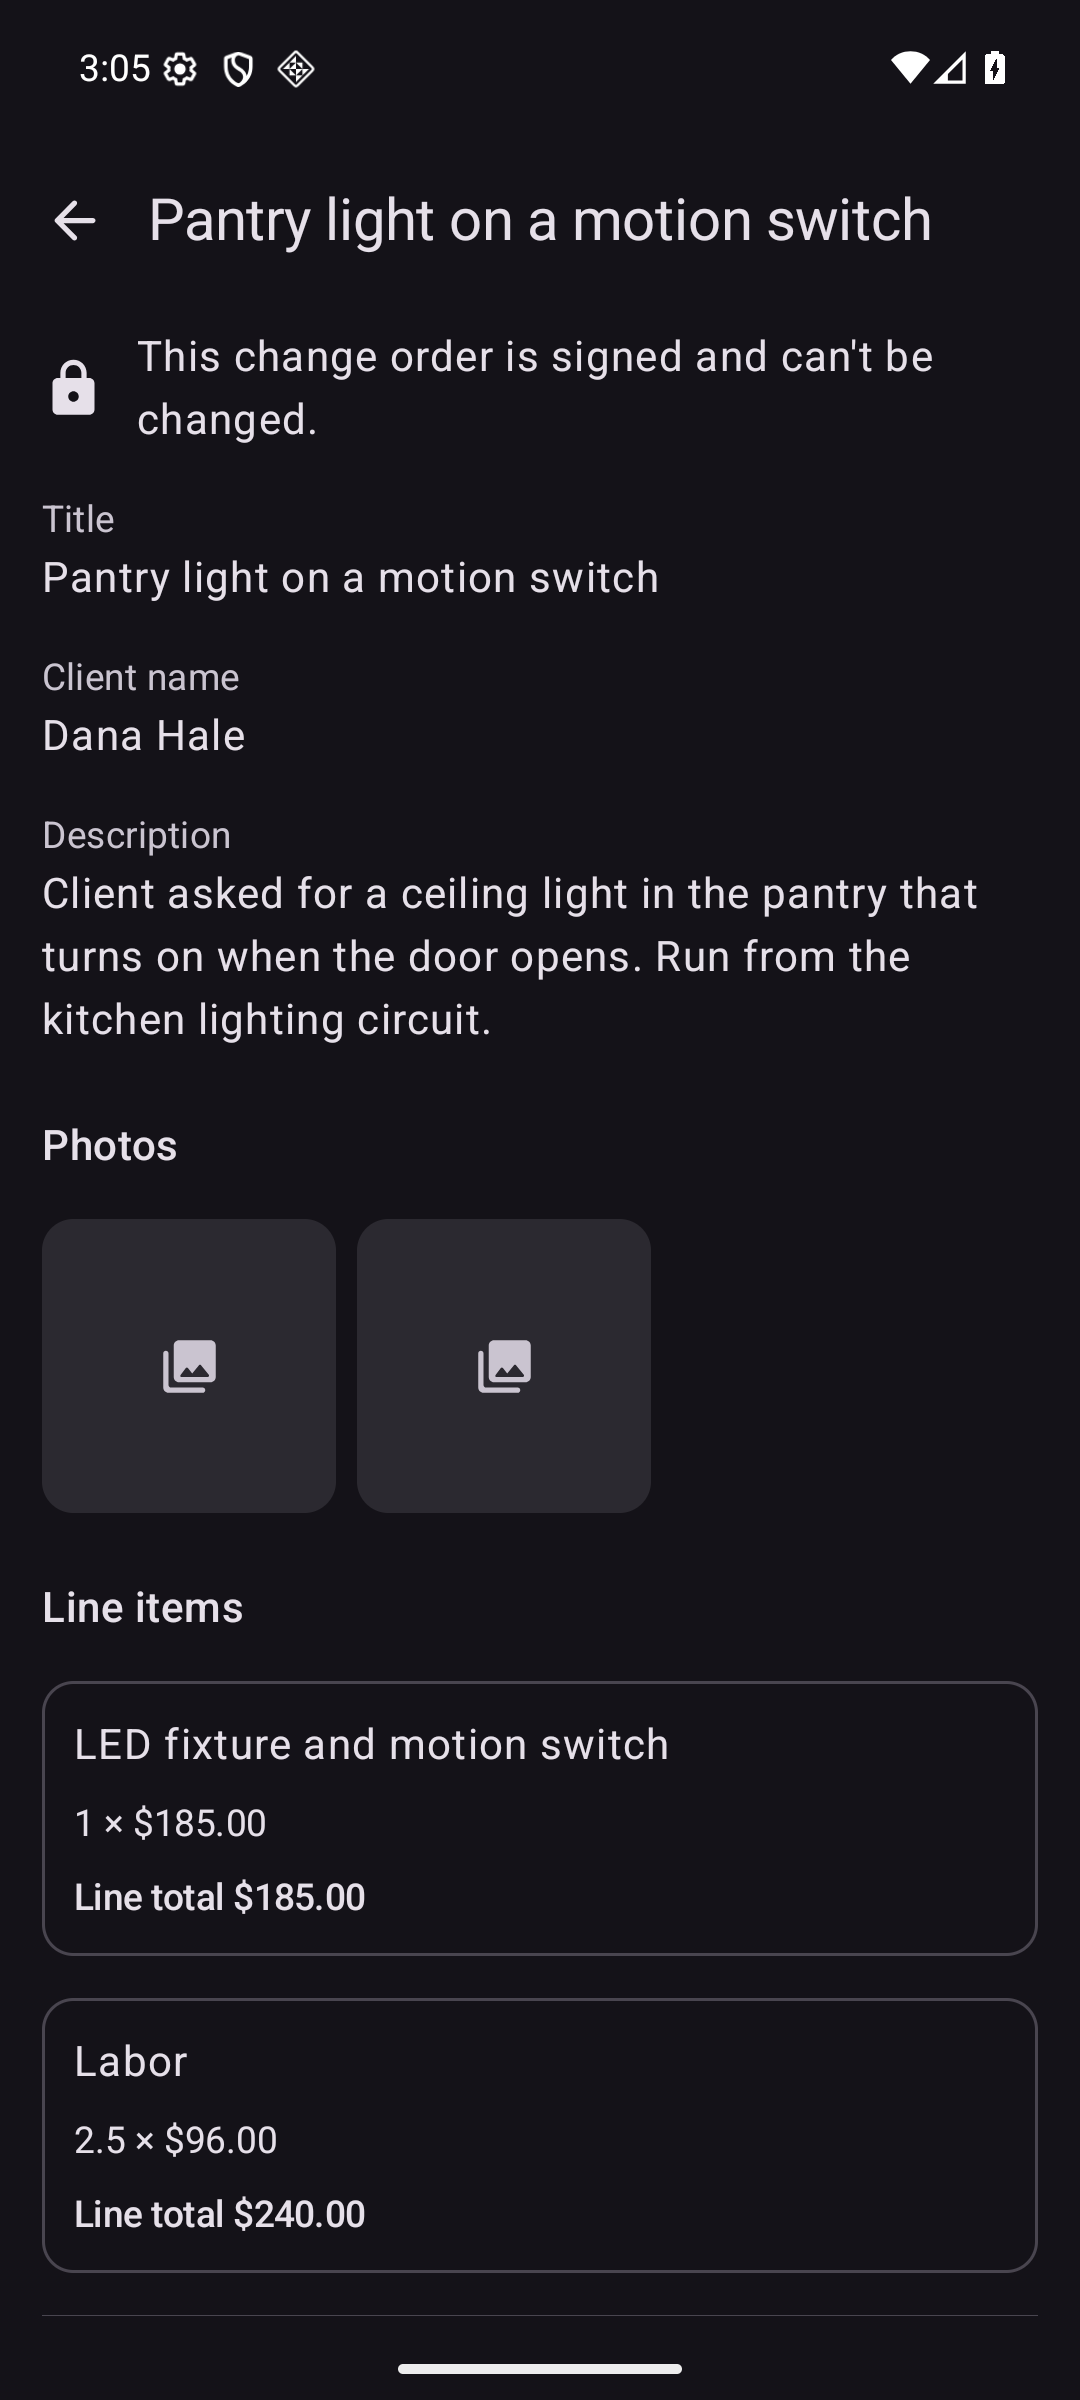 3:05
Pantry light on a motion switch
This change order is signed and can't be
changed.
Title
Pantry light on a motion switch
Client name
Dana Hale
Description
Client asked for a ceiling light in the pantry that
turns on when the door opens. Run from the
kitchen lighting circuit.
Photos
Line items
LED fixture and motion switch
1 × $185.00
Line total $185.00
Labor
2.5 × $96.00
Line total $240.00